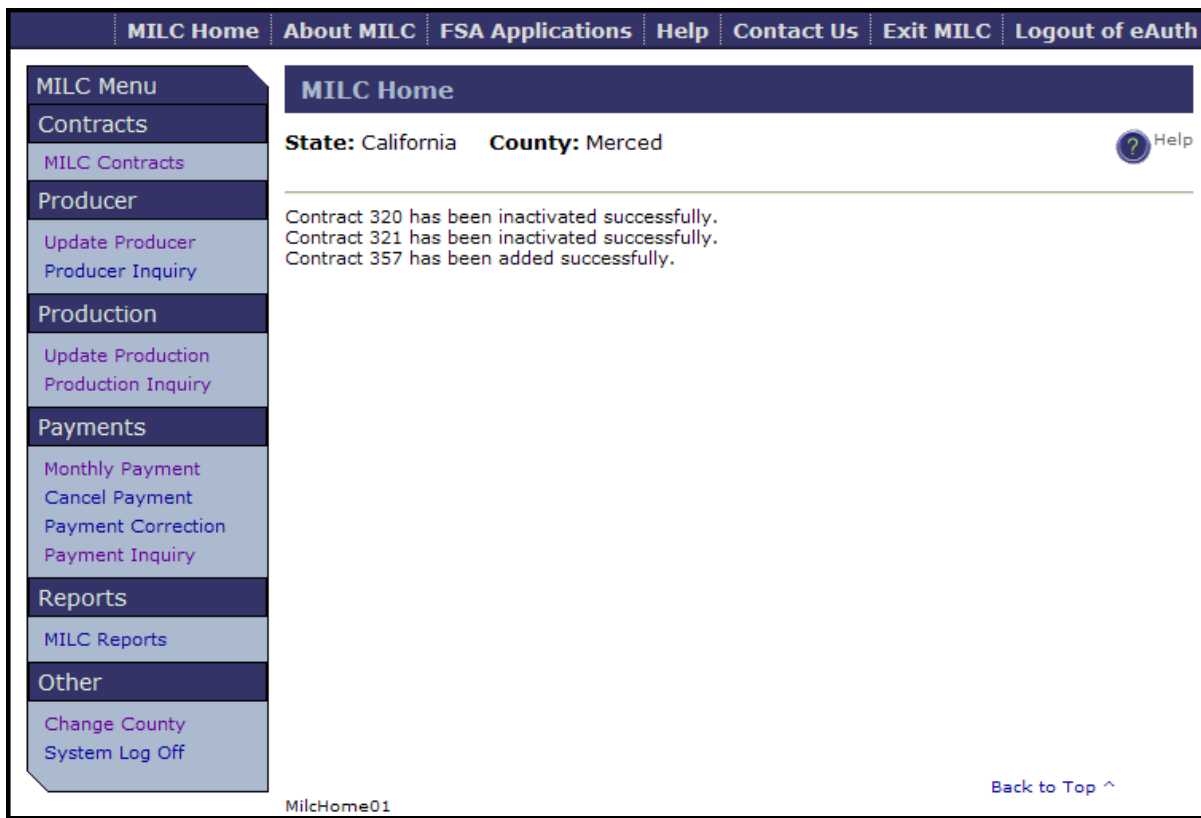 MILC Home About MILC FSA Applications Help Contact Us Exit MILC Logout of eAuth
MILC Menu
Contracts
MILC Contracts
Producer
Update Producer
Producer Inquiry
Production
Update Production
Production Inquiry
Payments
Monthly Payment
Cancel Payment
Payment Correction
Payment Inquiry
Reports
MILC Reports
Other
Change County
System Log Off
MILC Home
State: California County: Merced
? Help
Contract 320 has been inactivated successfully.
Contract 321 has been inactivated successfully.
Contract 357 has been added successfully.
Back to Top ^
MilcHome01